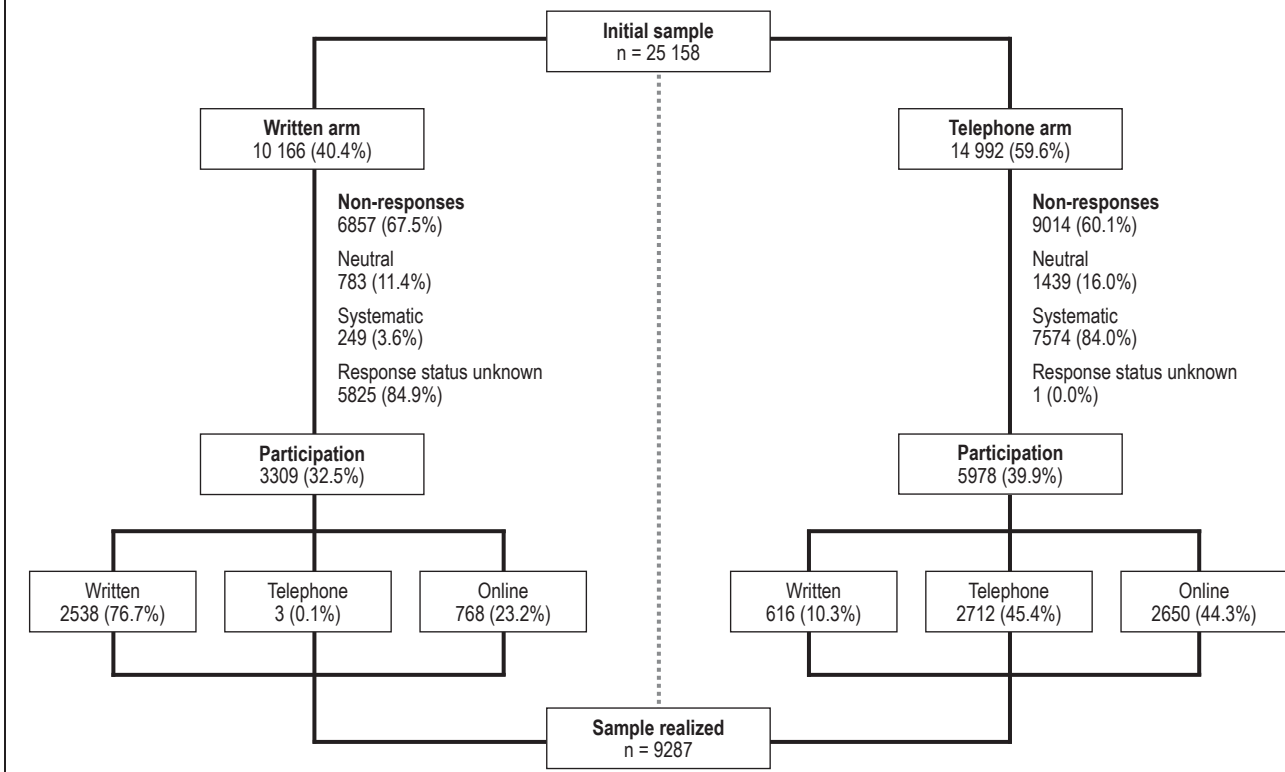 Initial sample
n = 25 158
Written arm
10 166 (40.4%)
Telephone arm
14 992 (59.6%)
Non-responses
6857 (67.5%)
Neutral
783 (11.4%)
Systematic
249 (3.6%)
Response status unknown
5825 (84.9%)
Non-responses
9014 (60.1%)
Neutral
1439 (16.0%)
Systematic
7574 (84.0%)
Response status unknown
1 (0.0%)
Participation
3309 (32.5%)
Participation
5978 (39.9%)
Written
2538 (76.7%)
Telephone
3 (0.1%)
Online
768 (23.2%)
Written
616 (10.3%)
Telephone
2712 (45.4%)
Online
2650 (44.3%)
Sample realized
n = 9287